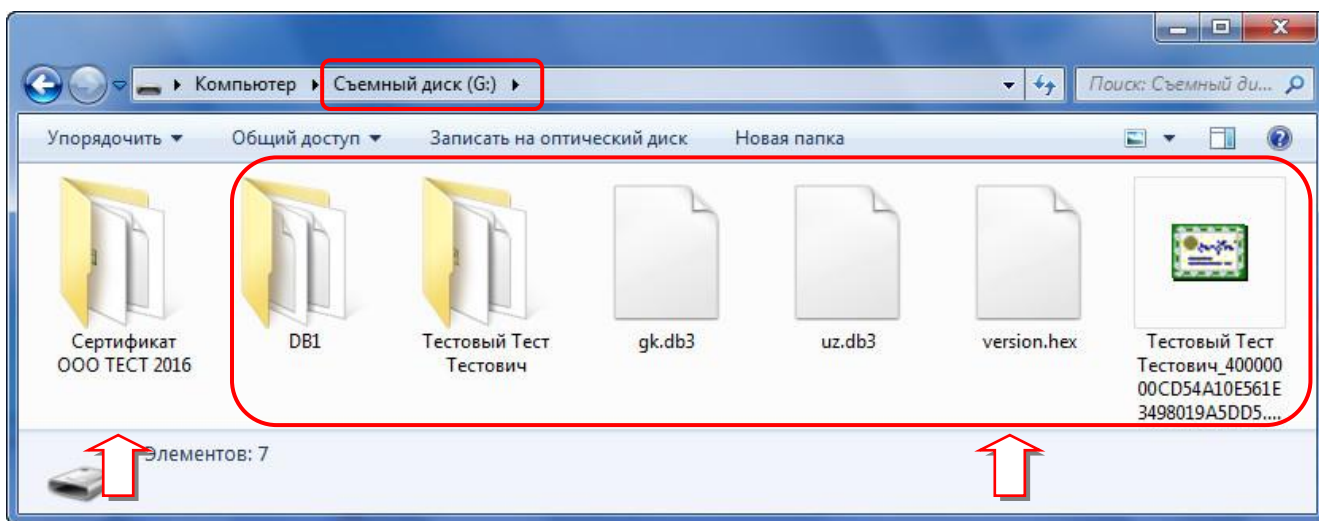 Компьютер Съемный диск (G:)
Поиск: Съемный ди...
Упорядочить Общий доступ Записать на оптический диск Новая папка
Сертификат
ООО ТЕСТ 2016
DB1
Тестовый Тест
Тестович
gk.db3
uz.db3
version.hex
Тестовый Тест
Тестович_400000
00CD54A10E561E
3498019A5DD5....
Элементов: 7